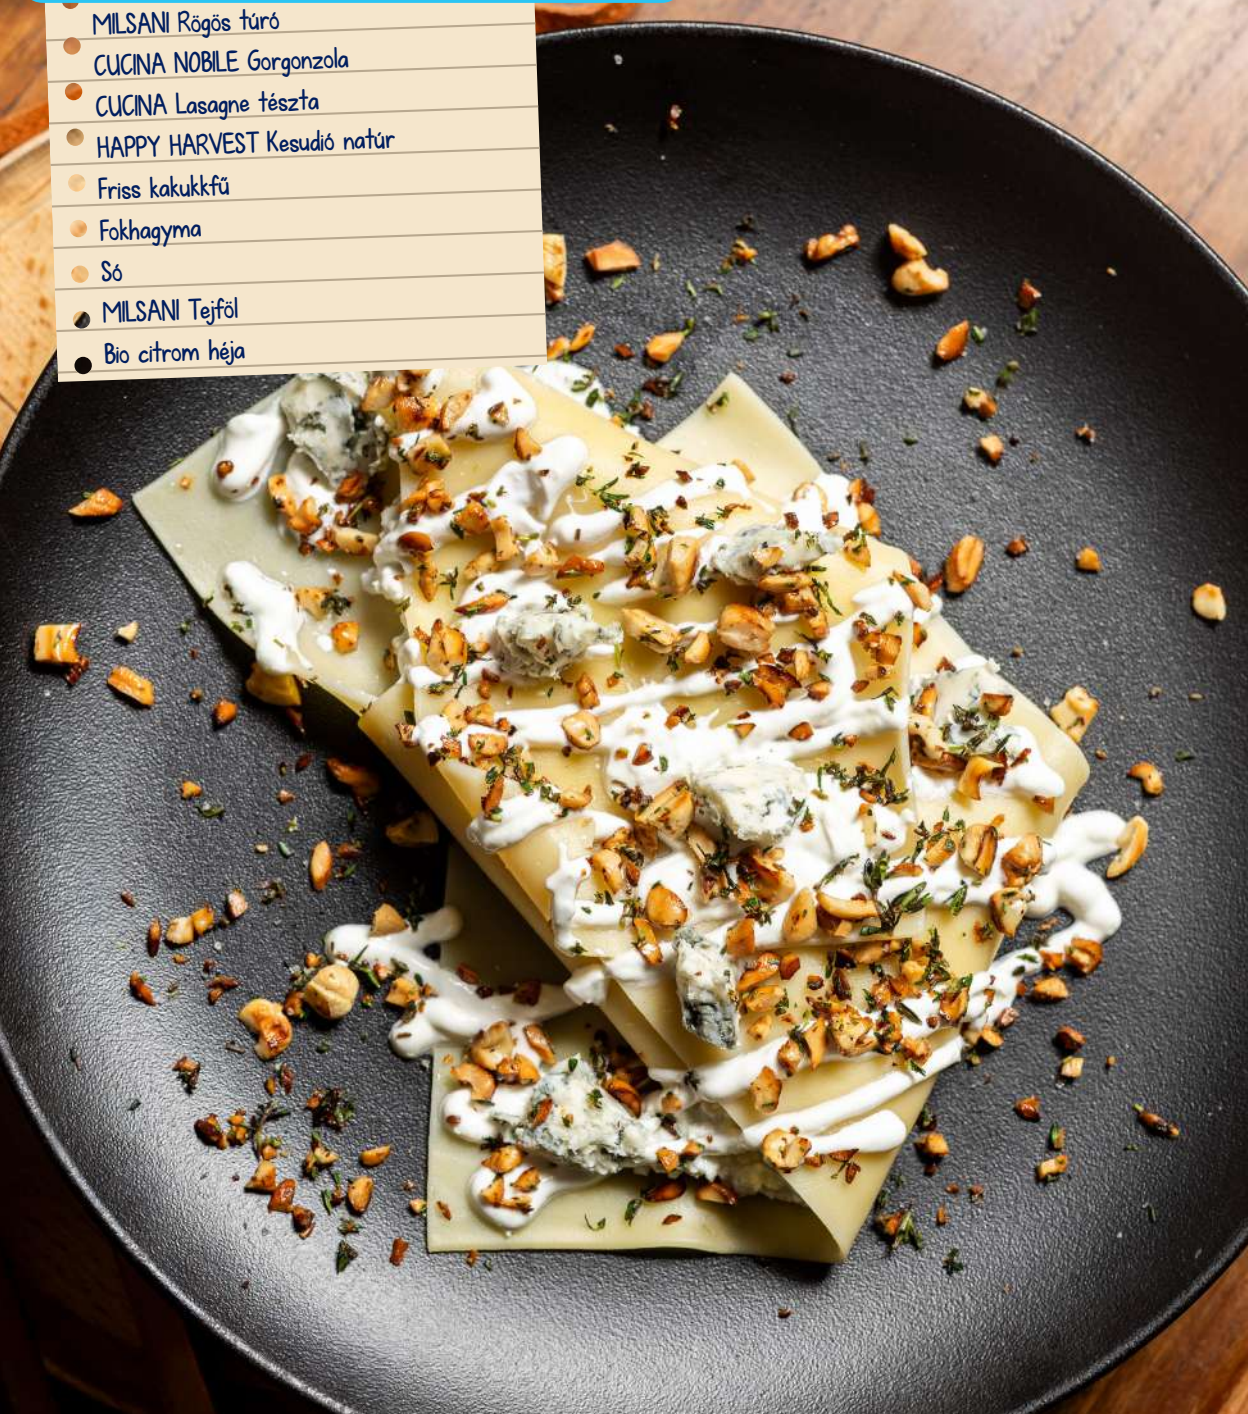 MILSANI Rögös túró
CUCINA NOBILE Gorgonzola
CUCINA Lasagne tészta
HAPPY HARVEST Kesudió natúr
Friss kakukkfű
Fokhagyma
Só
MILSANI Tejföl
Bio citrom héja